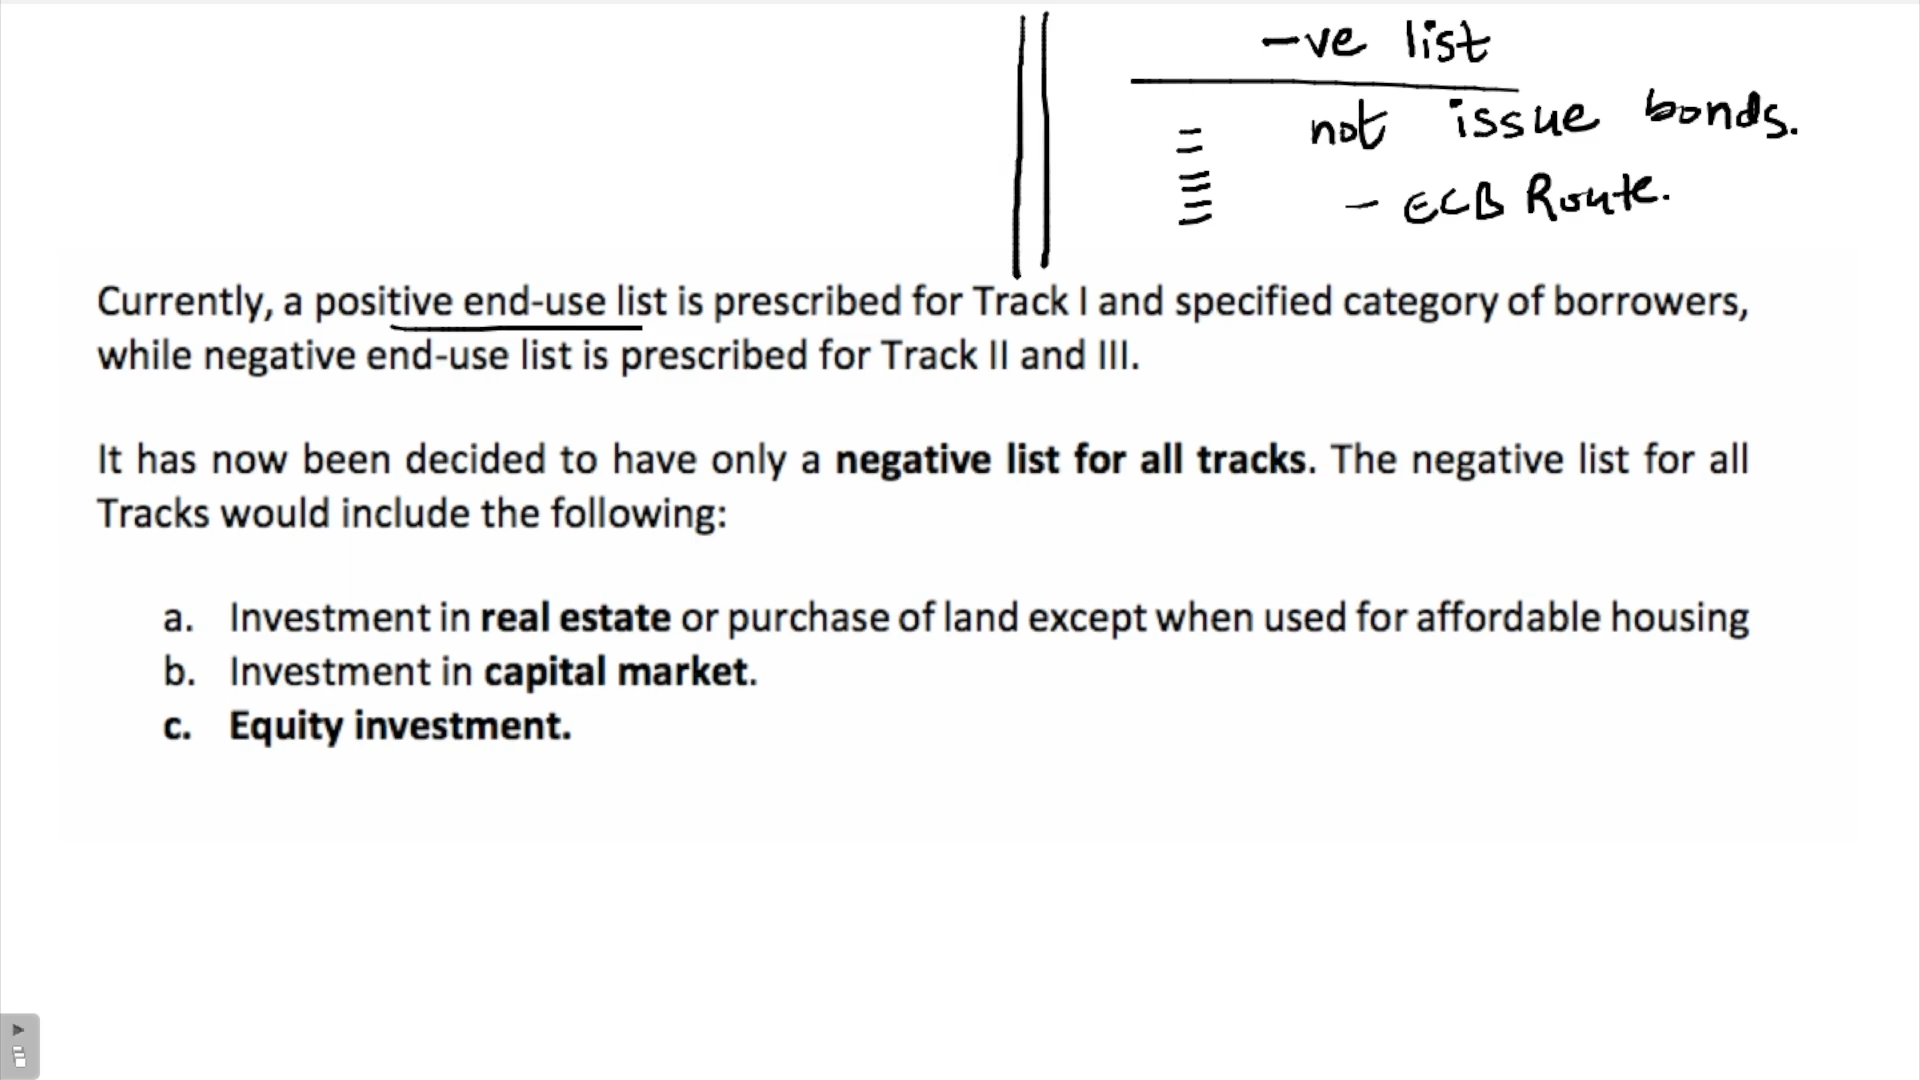 -ve list
not issue bonds.
- ECB Route.
Currently, a positive end-use list is prescribed for Track I and specified category of borrowers,
while negative end-use list is prescribed for Track II and III.
It has now been decided to have only a negative list for all tracks. The negative list for all
Tracks would include the following:
a. Investment in real estate or purchase of land except when used for affordable housing
b. Investment in capital market.
c. Equity investment.